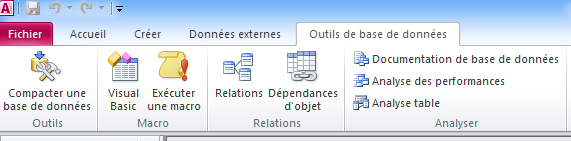 A
Fichier Accueil Créer Données externes Outils de base de données
Compacter une base de données
Visual Basic
Exécuter une macro
Relations
Dépendances d'objet
Documentation de base de données
Analyse des performances
Analyse table
Outils Macro Relations Analyser